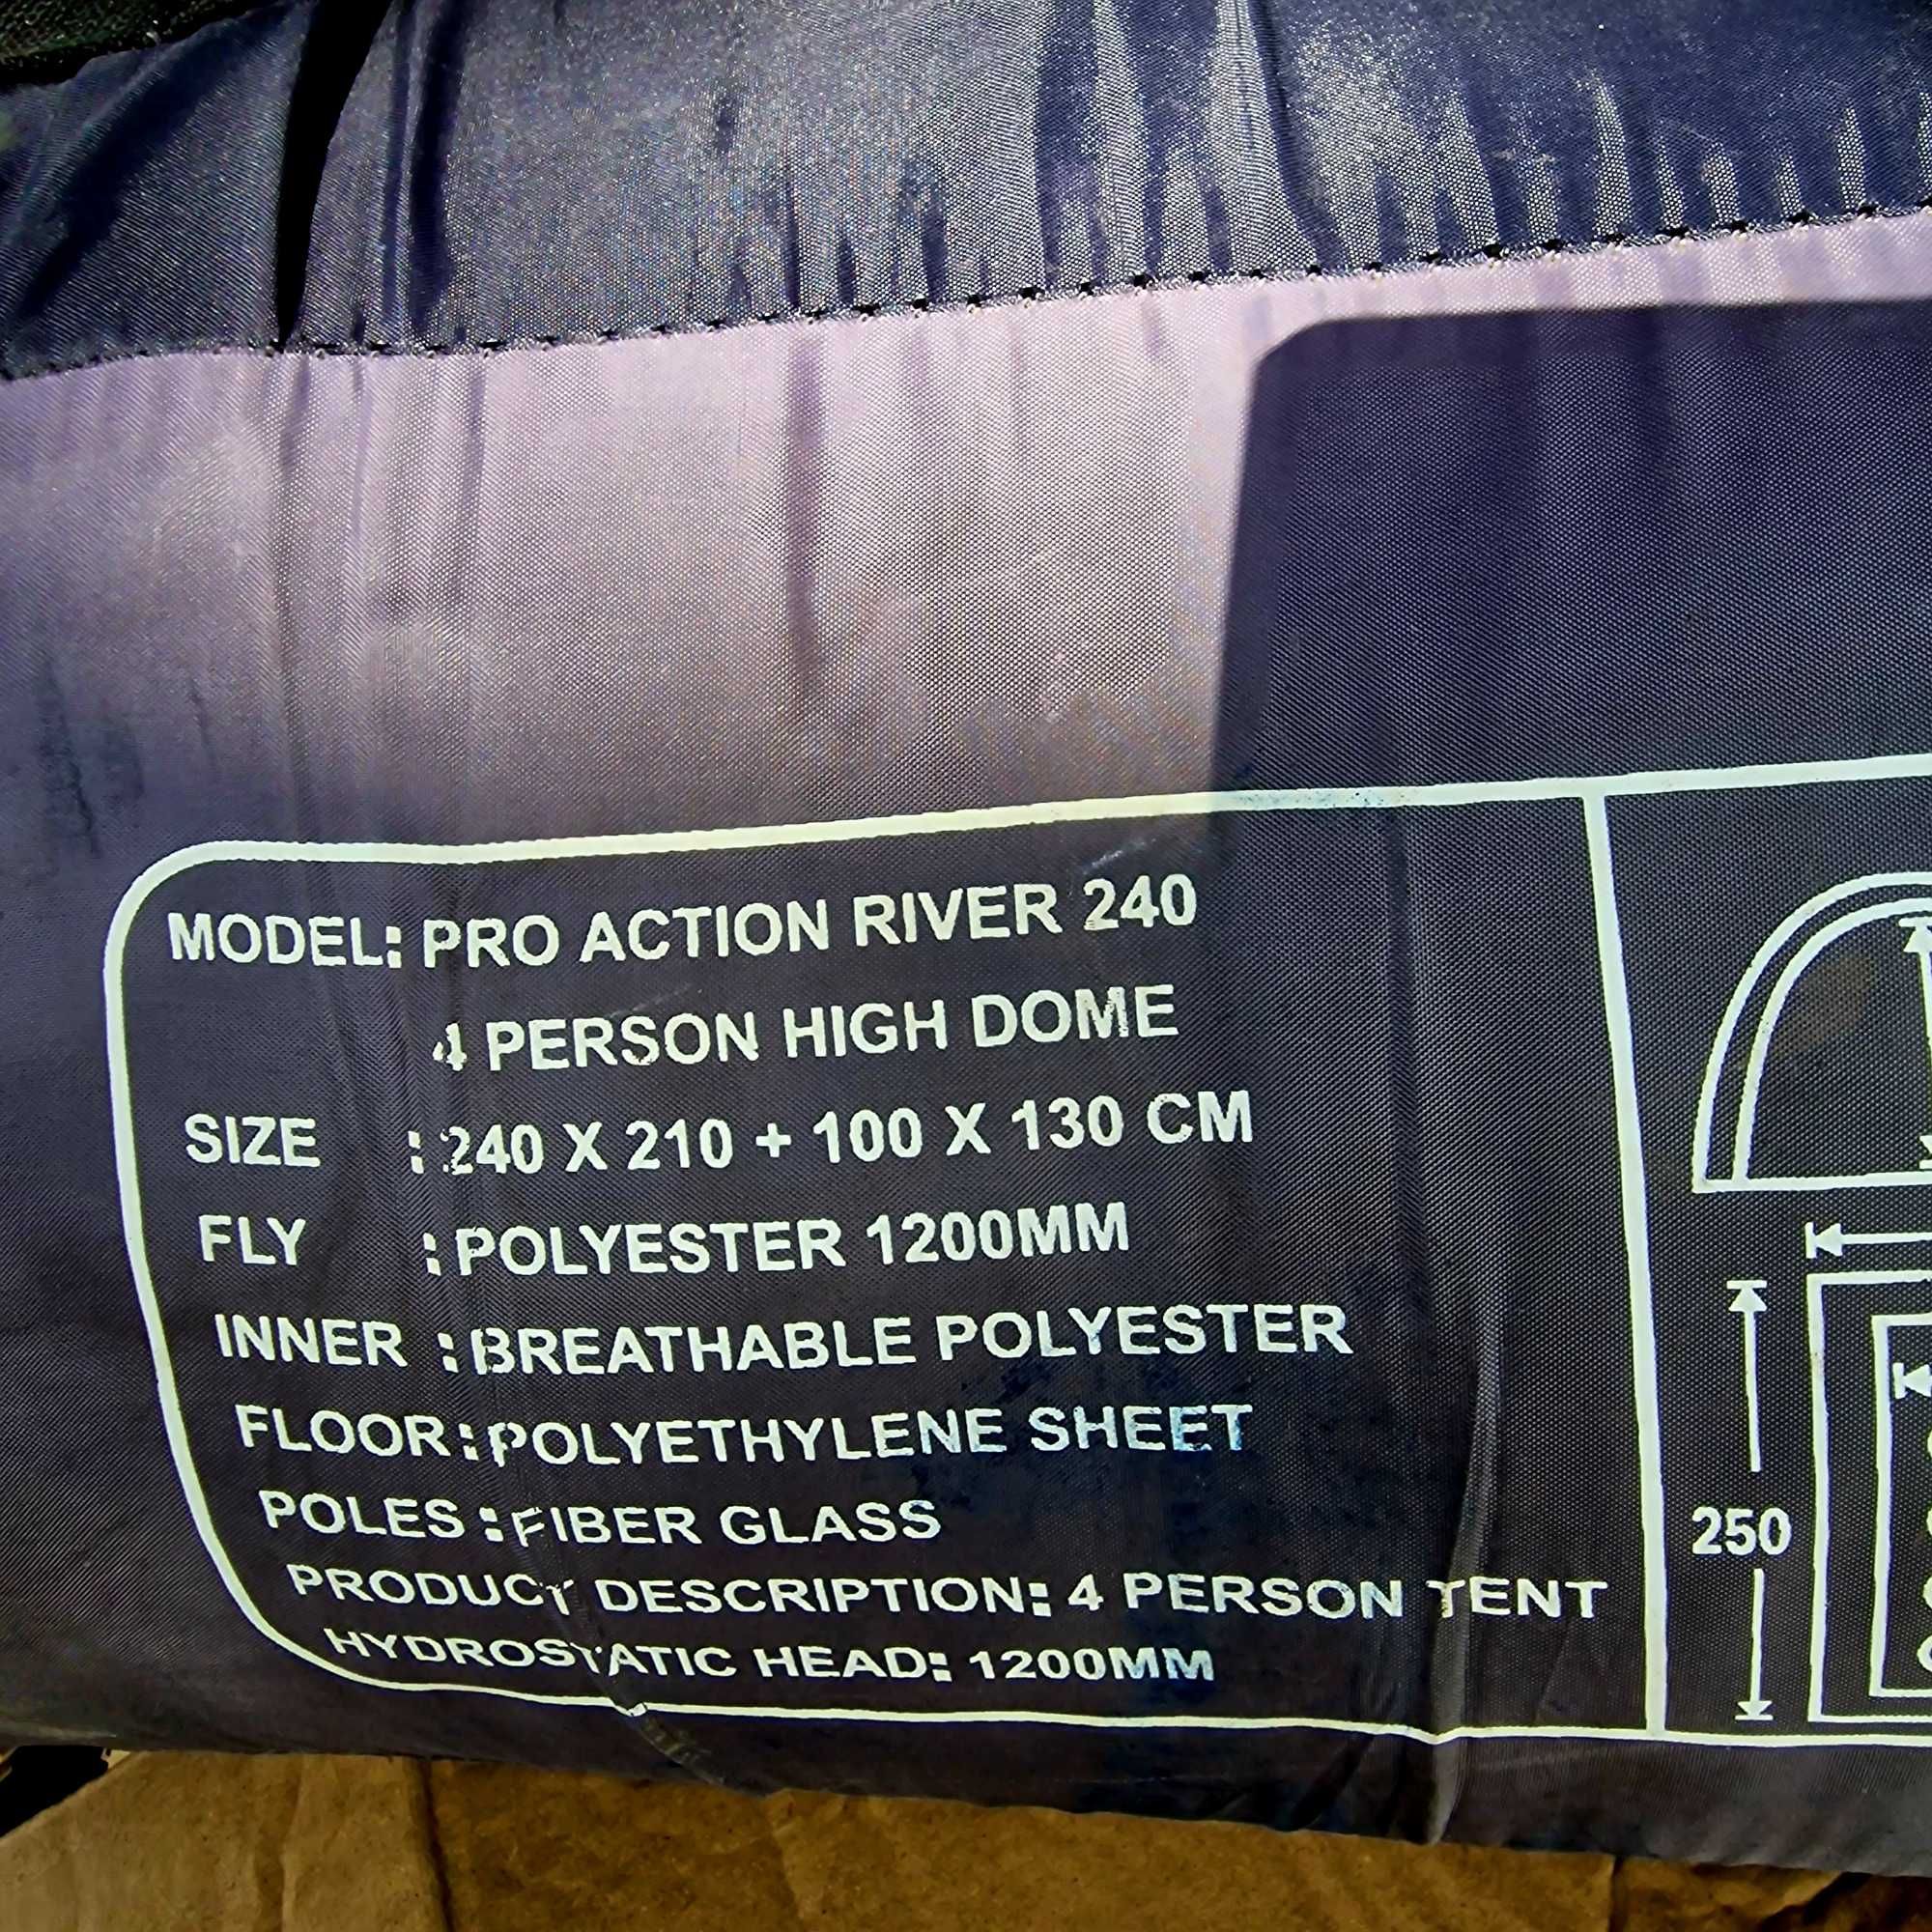 MODEL: PRO ACTION RIVER 240
4 PERSON HIGH DOME
SIZE : 240 X 210 + 100 X 130 CM
FLY : POLYESTER 1200MM
INNER : BREATHABLE POLYESTER
FLOOR : POLYETHYLENE SHEET
POLES : FIBER GLASS
PRODUCT DESCRIPTION: 4 PERSON TENT
HYDROSTATIC HEAD: 1200MM
250